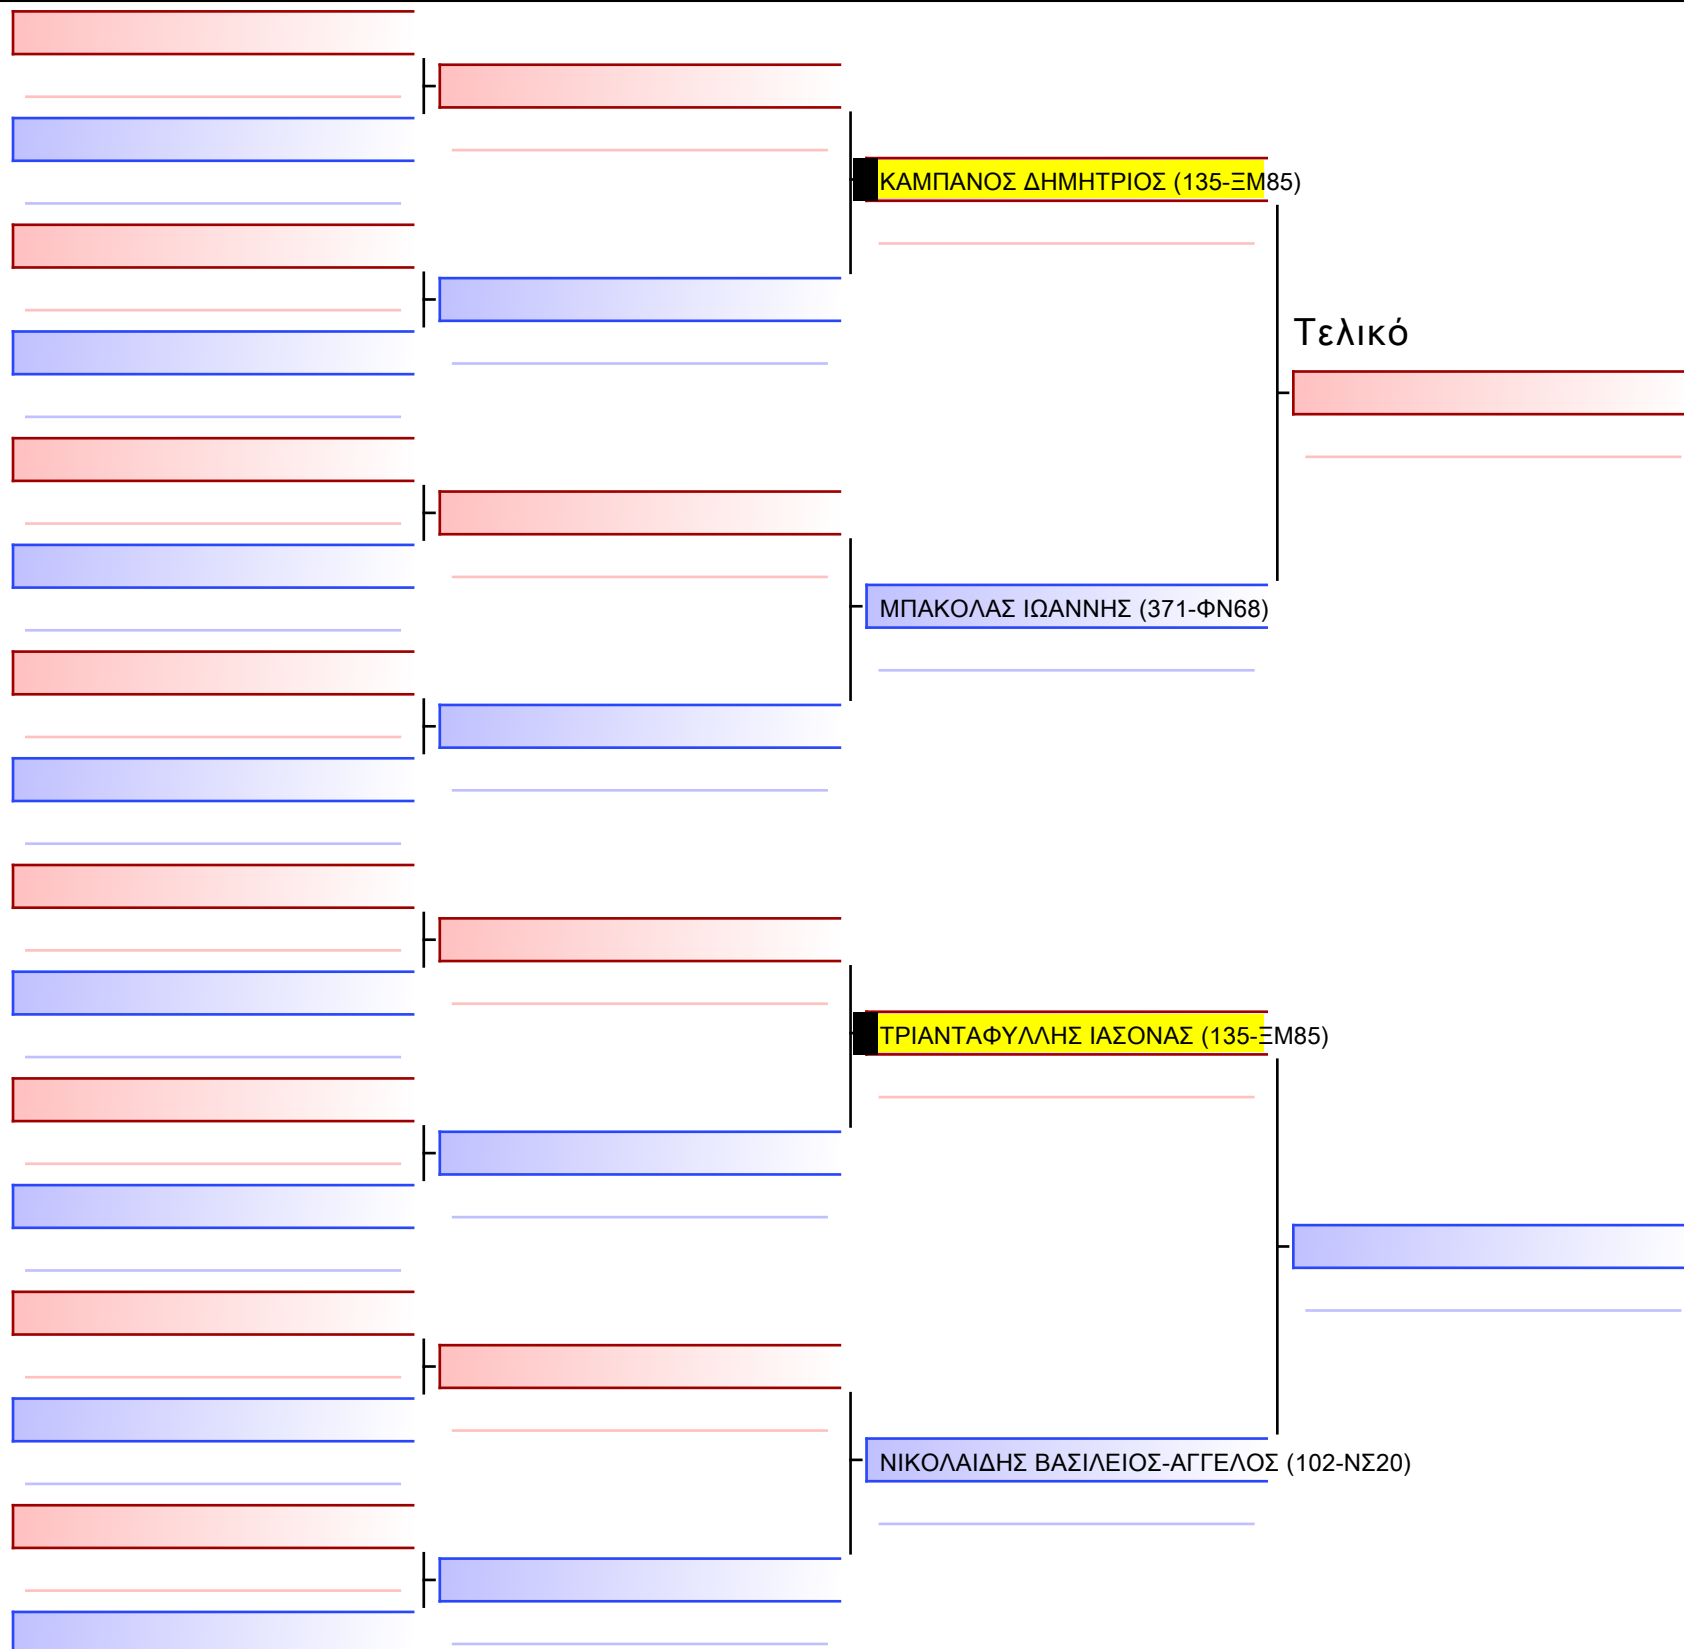 ΚΑΜΠΑΝΟΣ ΔΗΜΗΤΡΙΟΣ (135-ΞΜ85)
Τελικό
ΜΠΑΚΟΛΑΣ ΙΩΑΝΝΗΣ (371-ΦΝ68)
ΤΡΙΑΝΤΑΦΥΛΛΗΣ ΙΑΣΟΝΑΣ (135-ΞΜ85)
ΝΙΚΟΛΑΙΔΗΣ ΒΑΣΙΛΕΙΟΣ-ΑΓΓΕΛΟΣ (102-ΝΣ20)